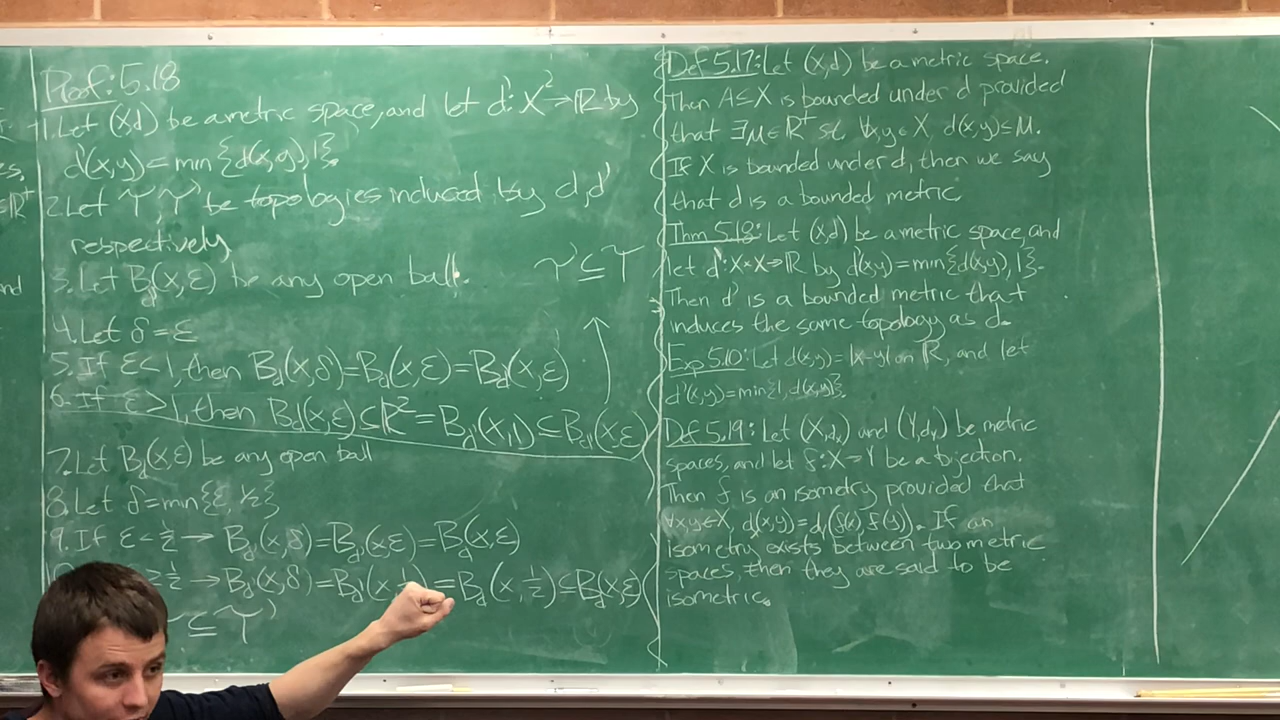 Proof: 5.18
1. Let (X,d) be a metric space, and let d': X²→ℝ by
d'(x,y) = min {d(x,y), 1}.
2. Let 𝒯, 𝒯' be topologies induced by d, d'
respectively
3. Let B_d'(x,ε) be any open ball.
𝒯' ⊆ 𝒯
4. Let δ = ε
5. If ε<1, then B_d(x,δ)=B_d(x,ε)=B_d'(x,ε)
6. If ε>1, then B_d(x,ε)⊆ℝ²=B_d'(x,1)⊆B_d'(x,ε)
7. Let B_d(x,ε) be any open ball
8. Let δ=min{ε, ½}
9. If ε<½ → B_d'(x,δ)=B_d'(x,ε)=B_d(x,ε)
≥½ → B_d'(x,δ)=B_d'(x, =B_d(x,½)⊆B_d(x,ε)
⊆ 𝒯'
Def 5.17: Let (X,d) be a metric space.
Then A⊆X is bounded under d provided
that ∃M∈ℝ⁺ st. ∀x,y∈X, d(x,y)≤M.
If X is bounded under d, then we say
that d is a bounded metric
Thm 5.18: Let (X,d) be a metric space, and
let d': X×X→ℝ by d'(x,y)=min{d(x,y), 1}.
Then d' is a bounded metric that
induces the same topology as d.
Exp 5.10: Let d(x,y)=|x-y| on ℝ, and let
d'(x,y)=min{1, d(x,y)}.
Def 5.19: Let (X,dₓ) and (Y,dᵧ) be metric
spaces, and let f: X→Y be a bijection.
Then f is an isometry provided that
∀x,y∈X, dₓ(x,y)=dᵧ(f(x),f(y)). If an
isometry exists between two metric
spaces, then they are said to be
isometric.